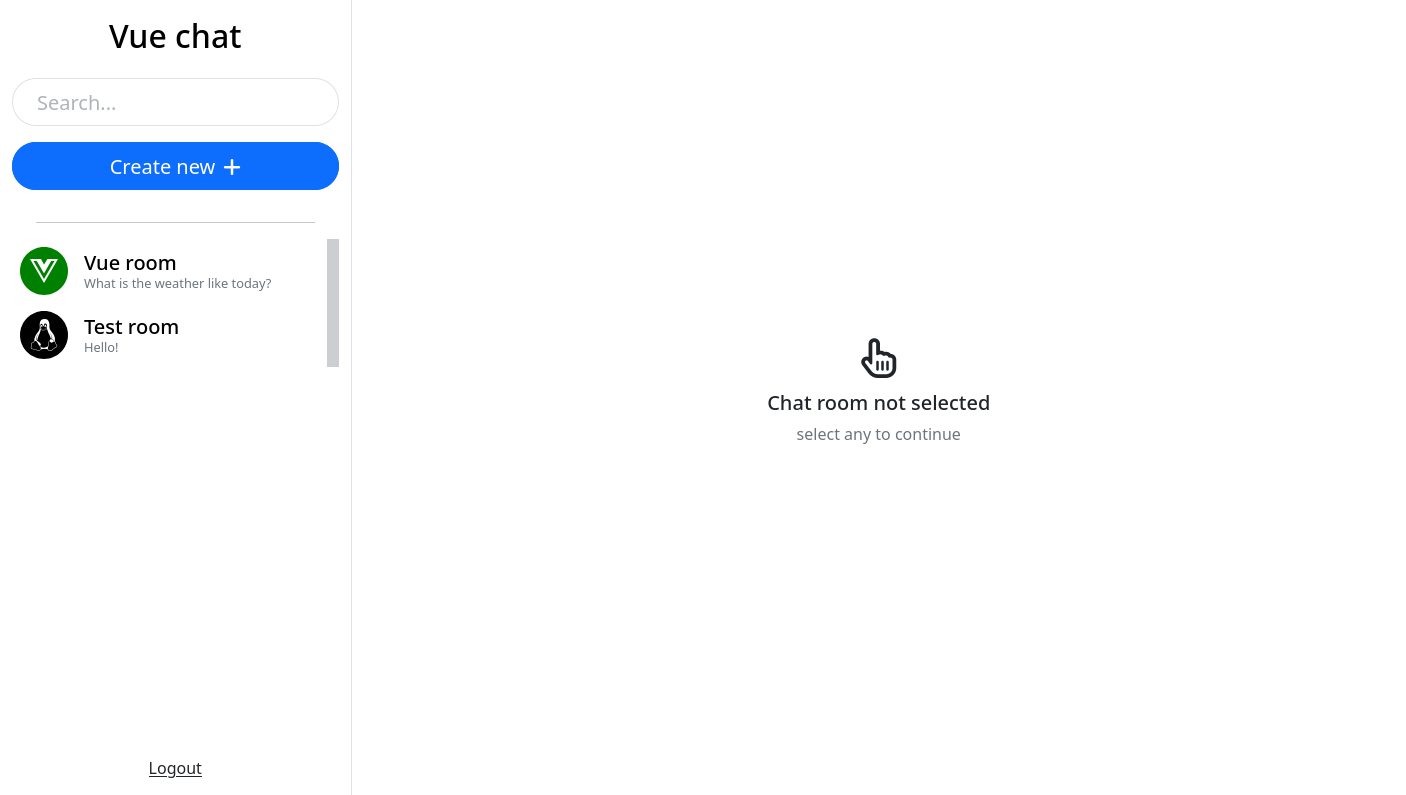 Vue chat
Search...
Create new
Vue room
What is the weather like today?
Test room
Hello!
Chat room not selected
select any to continue
Logout